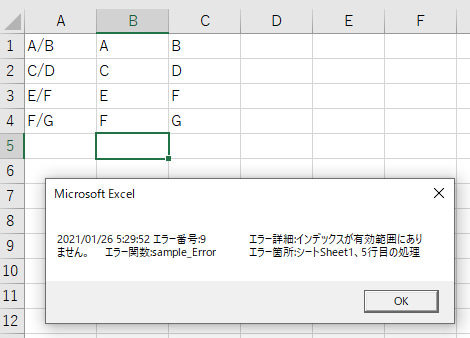 A B C D E F
1 A/B A B
2 C/D C D
3 E/F E F
4 F/G F G
5
6
7
Microsoft Excel
8
2021/01/26 5:29:52 エラー番号:9 エラー詳細:インデックスが有効範囲にあり
9
ません。 エラー関数:sample_Error エラー箇所:シートSheet1、5行目の処理
10
11
OK
12